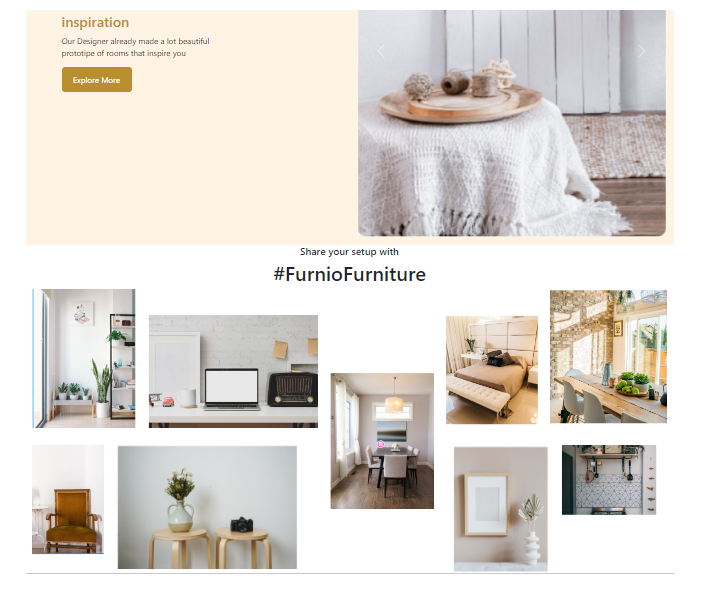 inspiration
Our Designer already made a lot beautiful
prototipe of rooms that inspire you
Explore More
Share your setup with
#FurnioFurniture